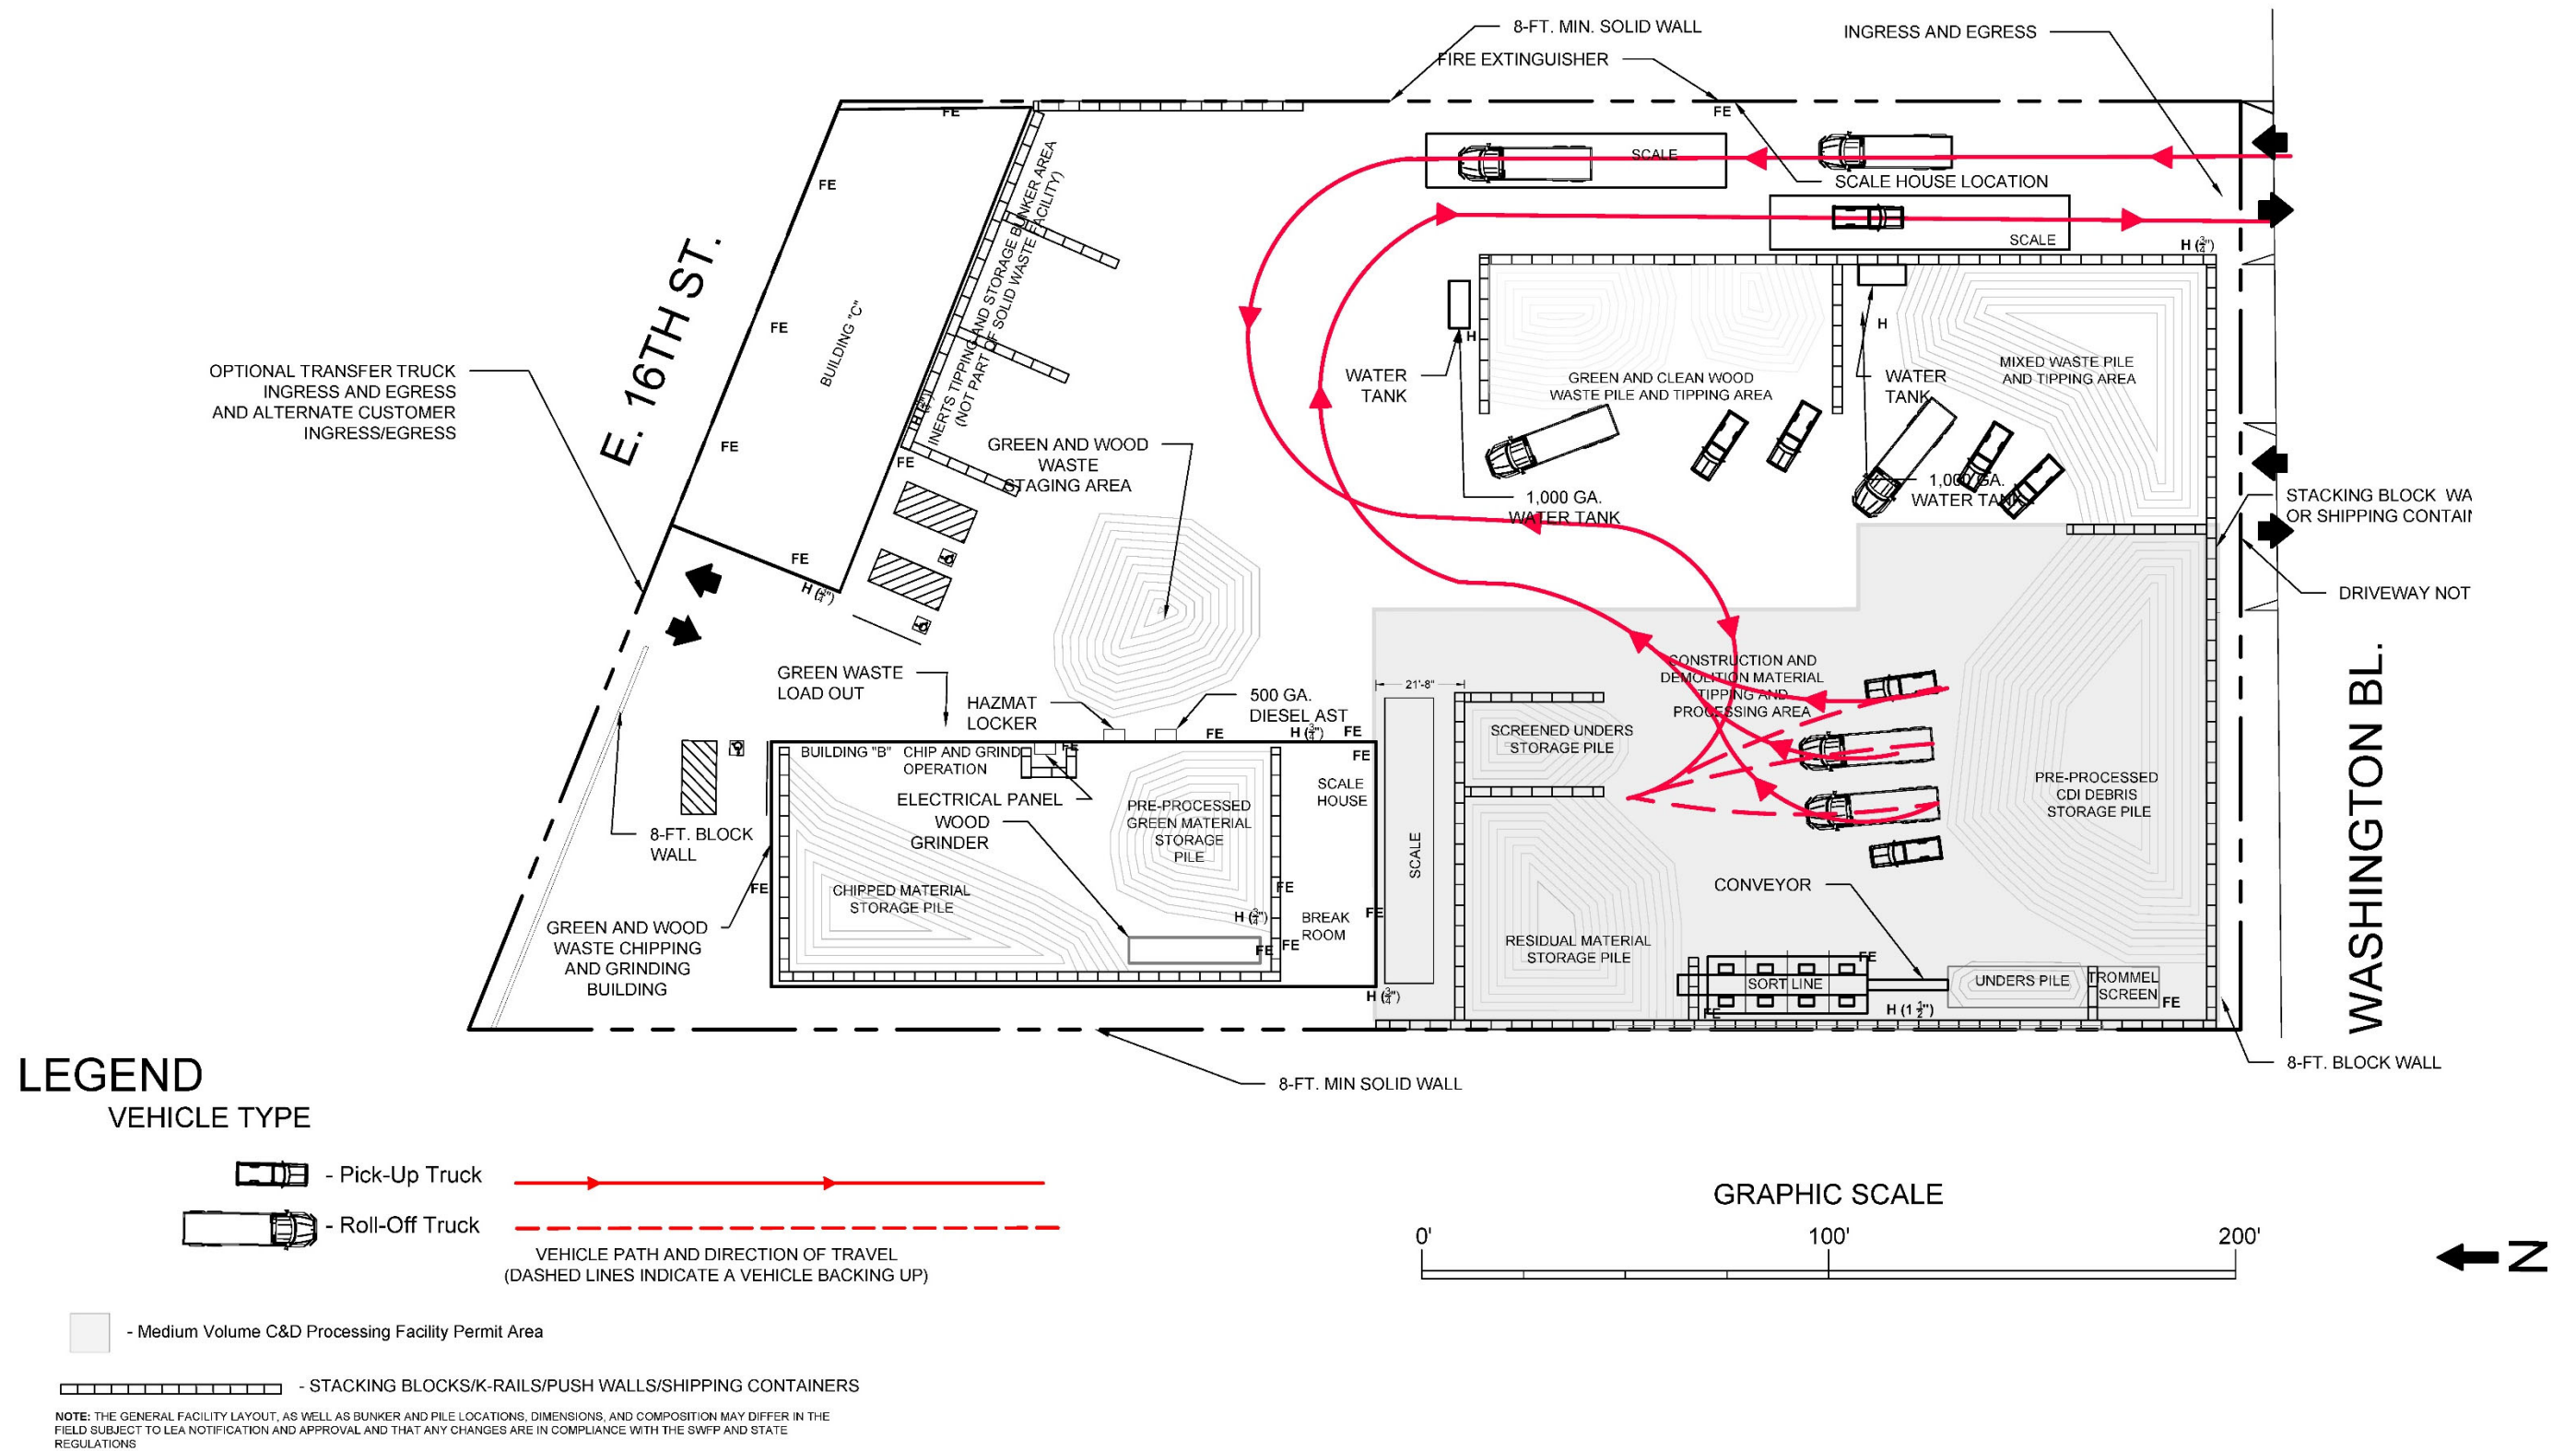 8-FT. MIN. SOLID WALL
INGRESS AND EGRESS
FIRE EXTINGUISHER
FE
FE
SCALE
SCALE HOUSE LOCATION
SCALE
H (3/4")
E. 16TH ST.
BUILDING "C"
FE
FE
FE
FE
FE
H (3/4")
H (3/4")
INERTS TIPPING AND STORAGE BUNKER AREA
(NOT PART OF SOLID WASTE FACILITY)
OPTIONAL TRANSFER TRUCK
INGRESS AND EGRESS
AND ALTERNATE CUSTOMER
INGRESS/EGRESS
GREEN AND WOOD
WASTE
STAGING AREA
WATER
TANK
H
GREEN AND CLEAN WOOD
WASTE PILE AND TIPPING AREA
H
WATER
TANK
MIXED WASTE PILE
AND TIPPING AREA
1,000 GA.
WATER TANK
1,000 GA.
WATER TANK
STACKING BLOCK WA
OR SHIPPING CONTAI
DRIVEWAY NOT
WASHINGTON BL.
GREEN WASTE
LOAD OUT
HAZMAT
LOCKER
500 GA.
DIESEL AST
FE
H (3/4")
FE
21'-8"
CONSTRUCTION AND
DEMOLITION MATERIAL
TIPPING AND
PROCESSING AREA
SCREENED UNDERS
STORAGE PILE
PRE-PROCESSED
CDI DEBRIS
STORAGE PILE
BUILDING "B"
CHIP AND GRIND
OPERATION
FE
FE
SCALE
HOUSE
ELECTRICAL PANEL
WOOD
GRINDER
PRE-PROCESSED
GREEN MATERIAL
STORAGE
PILE
SCALE
8-FT. BLOCK
WALL
FE
CHIPPED MATERIAL
STORAGE PILE
FE
H (3/4")
BREAK
ROOM
FE
FE
FE
CONVEYOR
GREEN AND WOOD
WASTE CHIPPING
AND GRINDING
BUILDING
RESIDUAL MATERIAL
STORAGE PILE
H (3/4")
FE
SORT LINE
FE
H (1 1/2")
UNDERS PILE
TROMMEL
SCREEN
FE
8-FT. BLOCK WALL
8-FT. MIN SOLID WALL
LEGEND
VEHICLE TYPE
- Pick-Up Truck
- Roll-Off Truck
VEHICLE PATH AND DIRECTION OF TRAVEL
(DASHED LINES INDICATE A VEHICLE BACKING UP)
GRAPHIC SCALE
0' 100' 200'
N
- Medium Volume C&D Processing Facility Permit Area
- STACKING BLOCKS/K-RAILS/PUSH WALLS/SHIPPING CONTAINERS
NOTE: THE GENERAL FACILITY LAYOUT, AS WELL AS BUNKER AND PILE LOCATIONS, DIMENSIONS, AND COMPOSITION MAY DIFFER IN THE
FIELD SUBJECT TO LEA NOTIFICATION AND APPROVAL AND THAT ANY CHANGES ARE IN COMPLIANCE WITH THE SWFP AND STATE
REGULATIONS